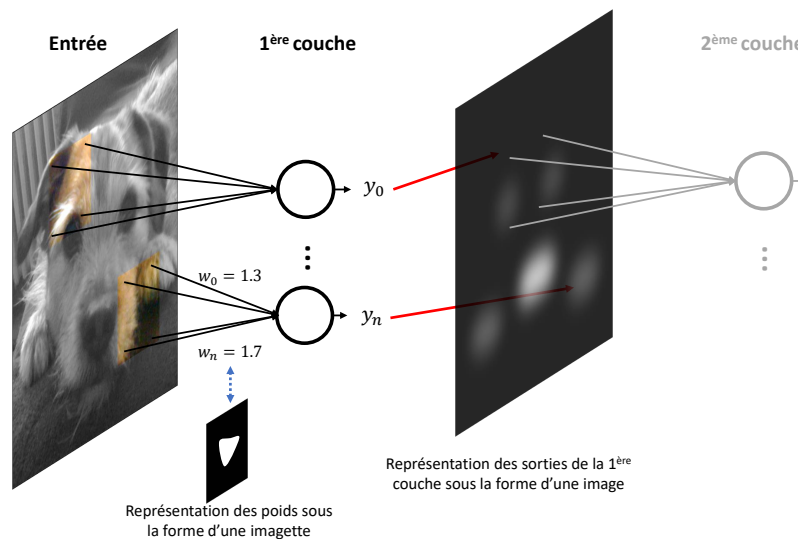 Entrée
1ère couche
2ème couche
y₀
w₀ = 1.3
yₙ
wₙ = 1.7
Représentation des sorties de la 1ère
couche sous la forme d'une image
Représentation des poids sous
la forme d'une imagette